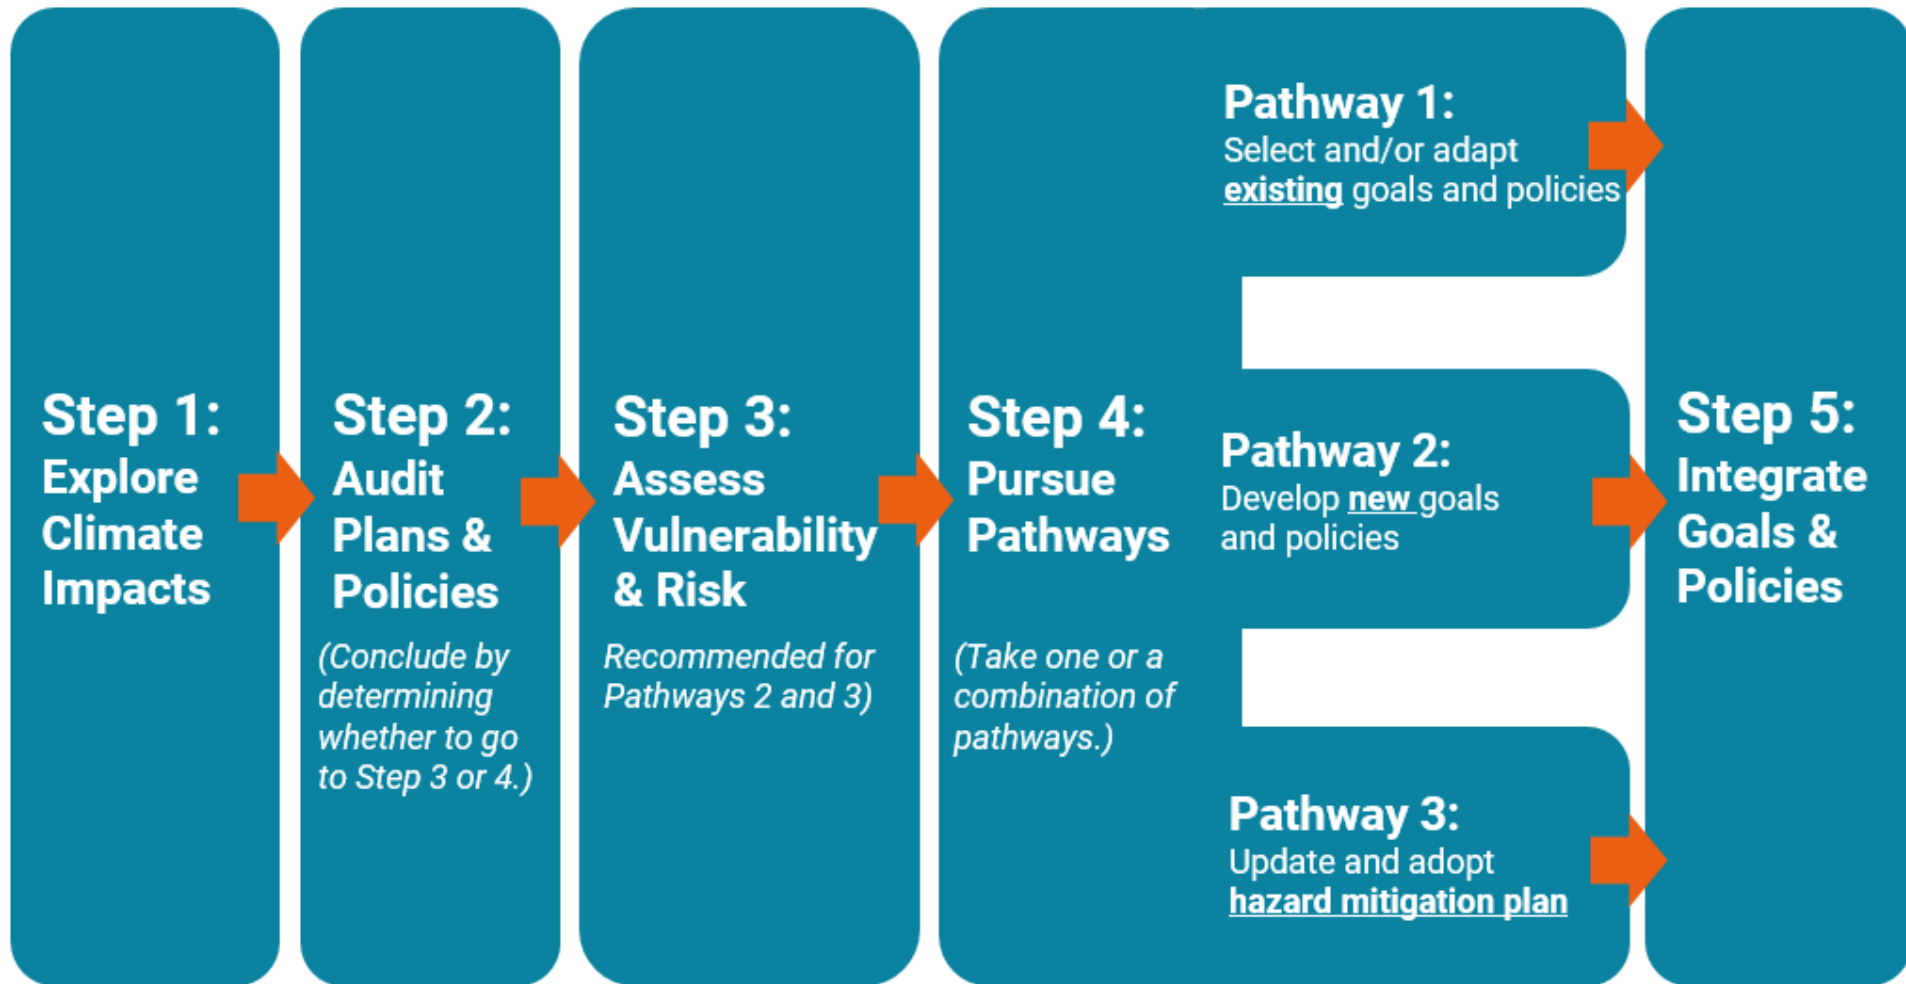 Step 1:
Explore
Climate
Impacts
Step 2:
Audit
Plans &
Policies
(Conclude by
determining
whether to go
to Step 3 or 4.)
Step 3:
Assess
Vulnerability
& Risk
Recommended for
Pathways 2 and 3)
Step 4:
Pursue
Pathways
(Take one or a
combination of
pathways.)
Pathway 1:
Select and/or adapt
existing goals and policies
Pathway 2:
Develop new goals
and policies
Pathway 3:
Update and adopt
hazard mitigation plan
Step 5:
Integrate
Goals &
Policies